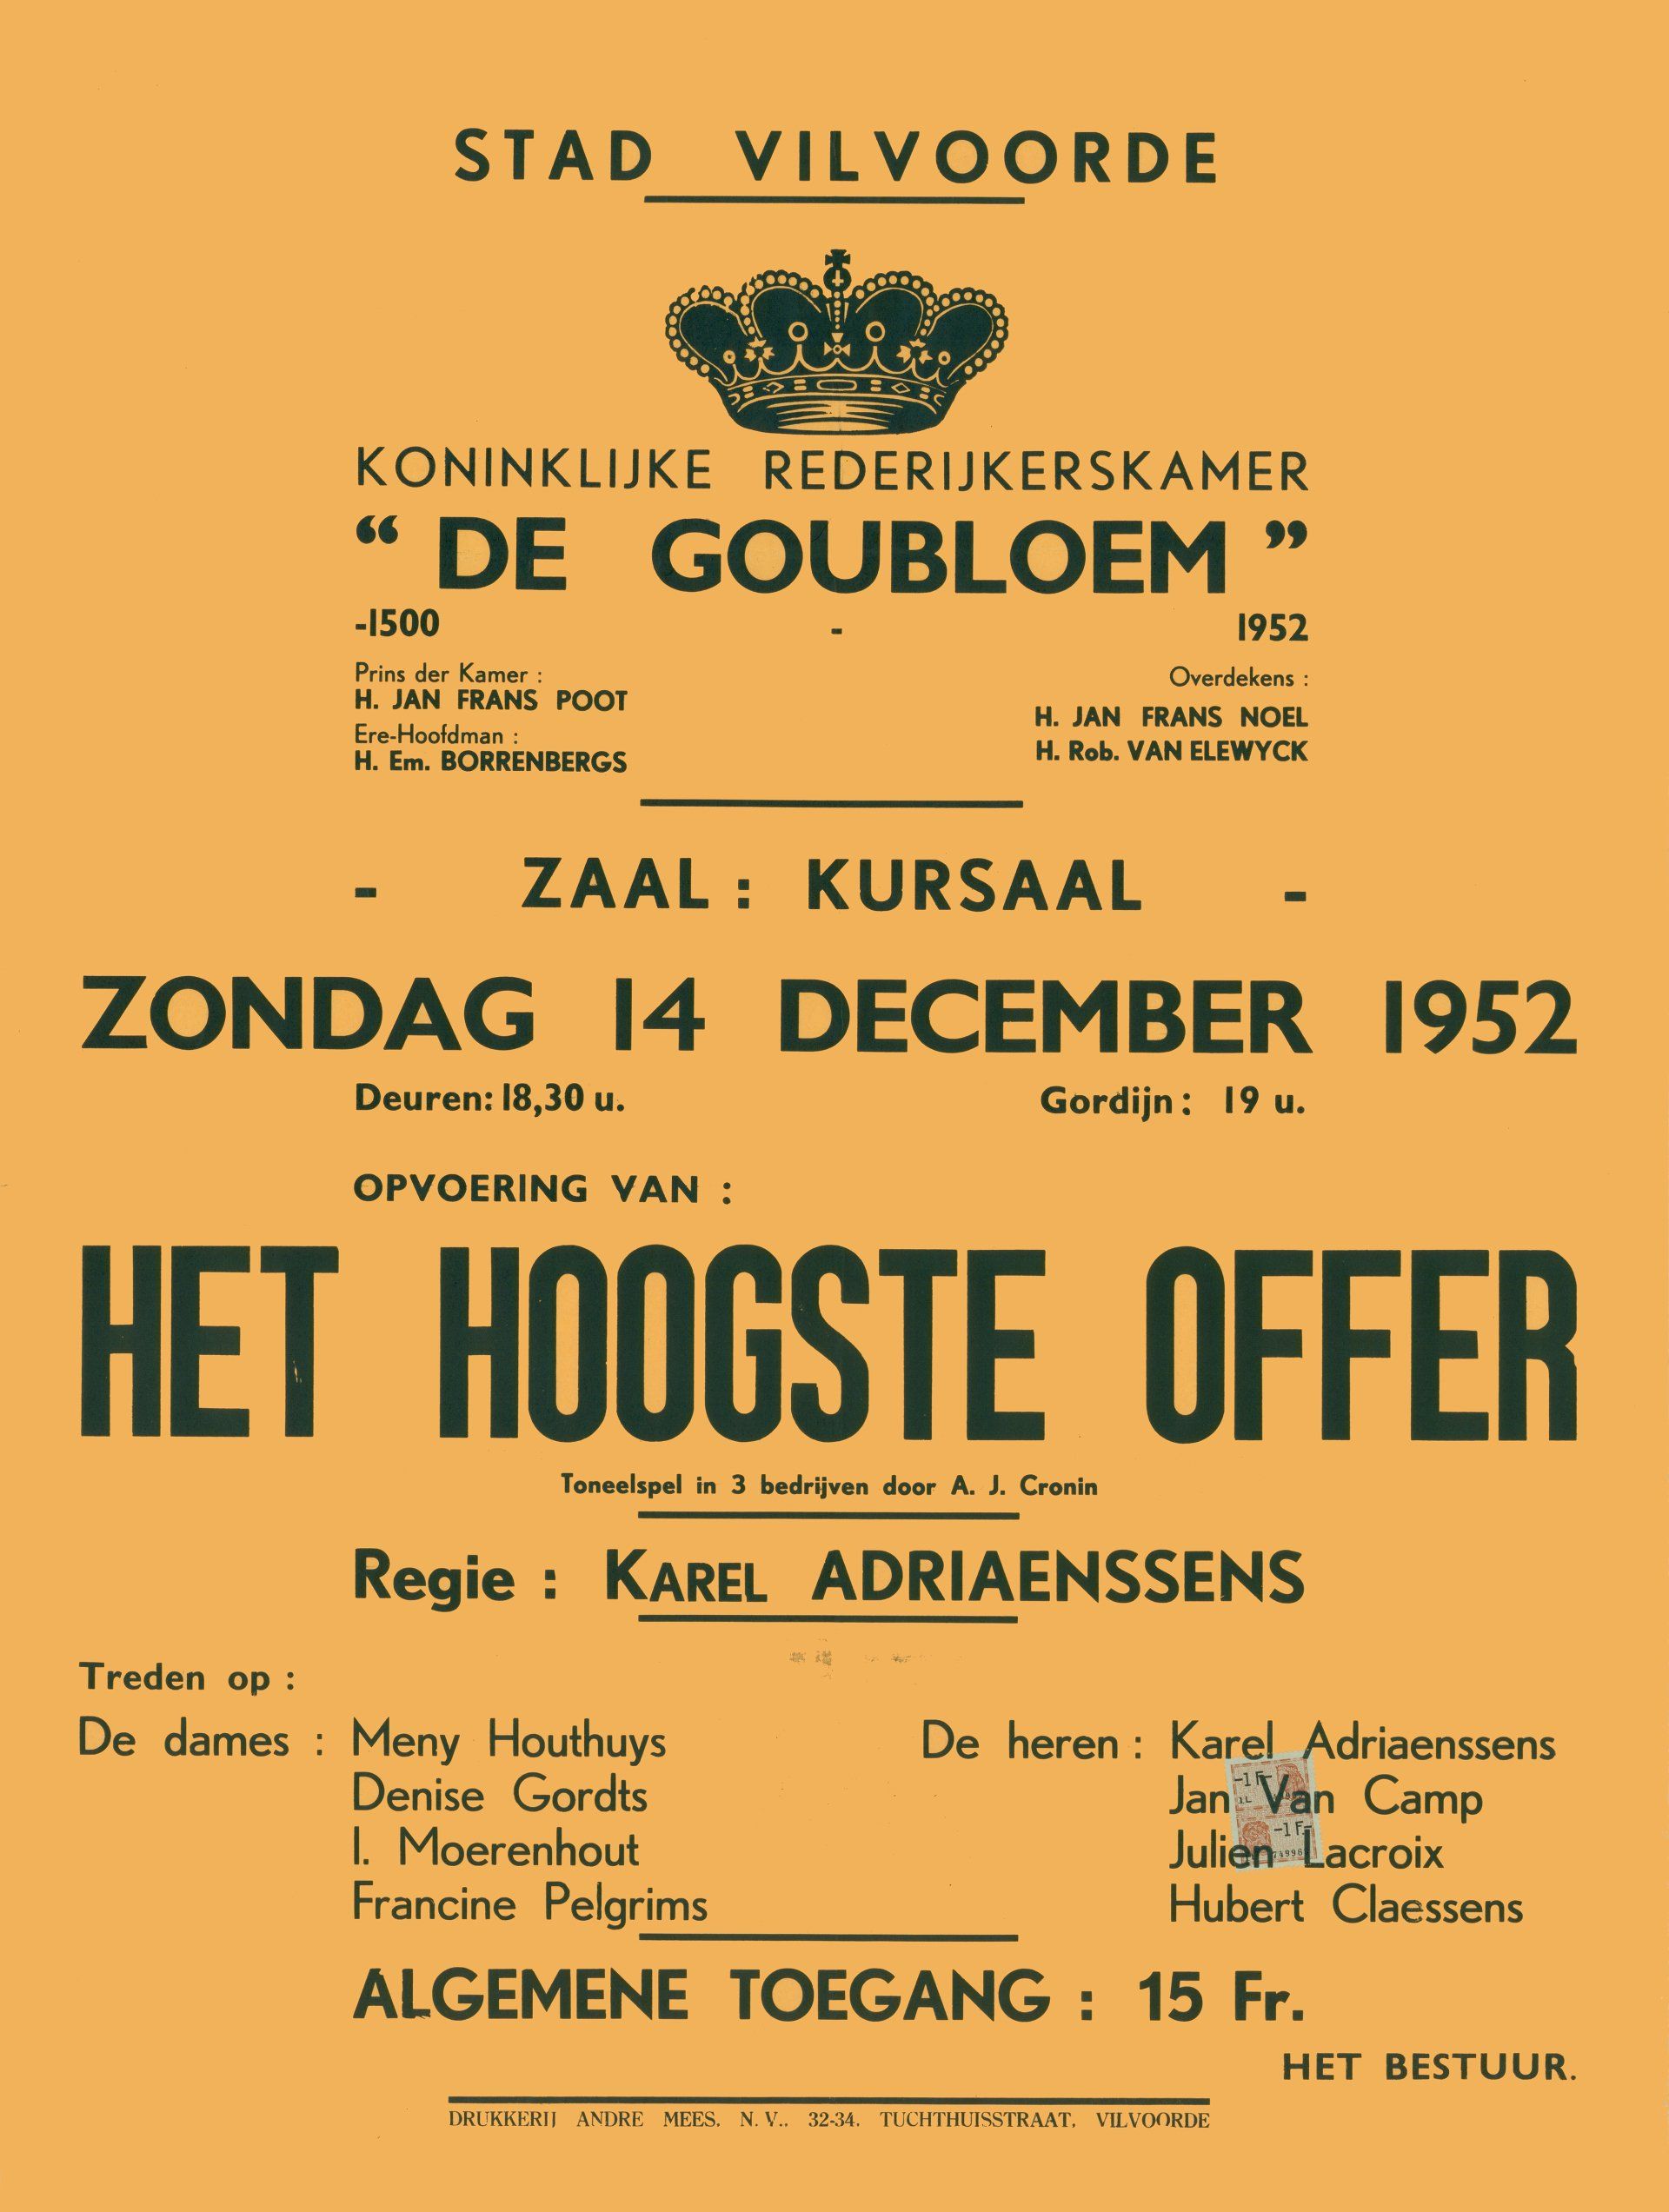 STAD VILVOORDE
KONINKLIJKE REDERIJKERSKAMER
“ DE GOUBLOEM ”
-1500 - 1952
Prins der Kamer :
H. JAN FRANS POOT
Ere-Hoofdman :
H. Em. BORRENBERGS
Overdekens :
H. JAN FRANS NOEL
H. Rob. VAN ELEWYCK
- ZAAL : KURSAAL -
ZONDAG 14 DECEMBER 1952
Deuren: 18,30 u. Gordijn : 19 u.
OPVOERING VAN :
HET HOOGSTE OFFER
Toneelspel in 3 bedrijven door A. J. Cronin
Regie : KAREL ADRIAENSSENS
Treden op :
De dames : Meny Houthuys
Denise Gordts
I. Moerenhout
Francine Pelgrims
De heren : Karel Adriaenssens
Jan Van Camp
Julien Lacroix
Hubert Claessens
-1 F-
-1 F-
ALGEMENE TOEGANG : 15 Fr.
HET BESTUUR.
DRUKKERIJ ANDRE MEES. N. V.. 32-34. TUCHTHUISSTRAAT. VILVOORDE